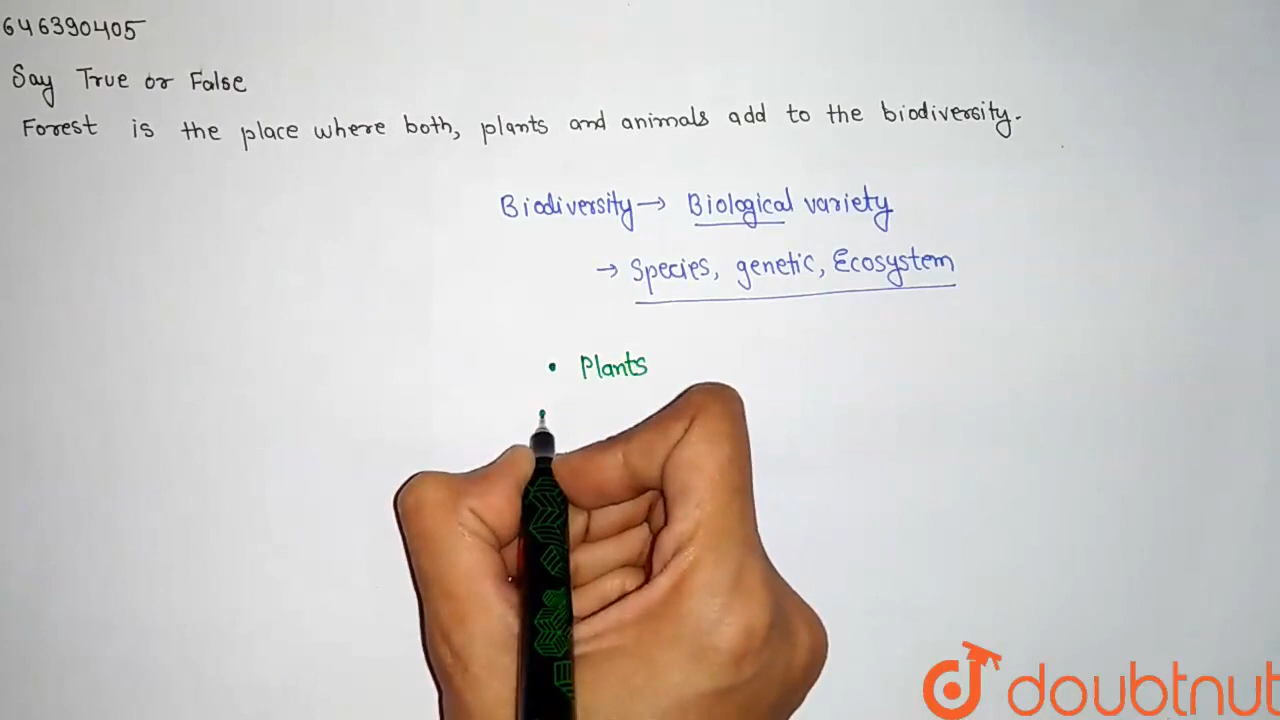 646390405
Say True or False
Forest is the place where both, plants and animals add to the biodiversity.
Biodiversity → Biological variety
→ Species, genetic, Ecosystem
• Plants
doubtnut